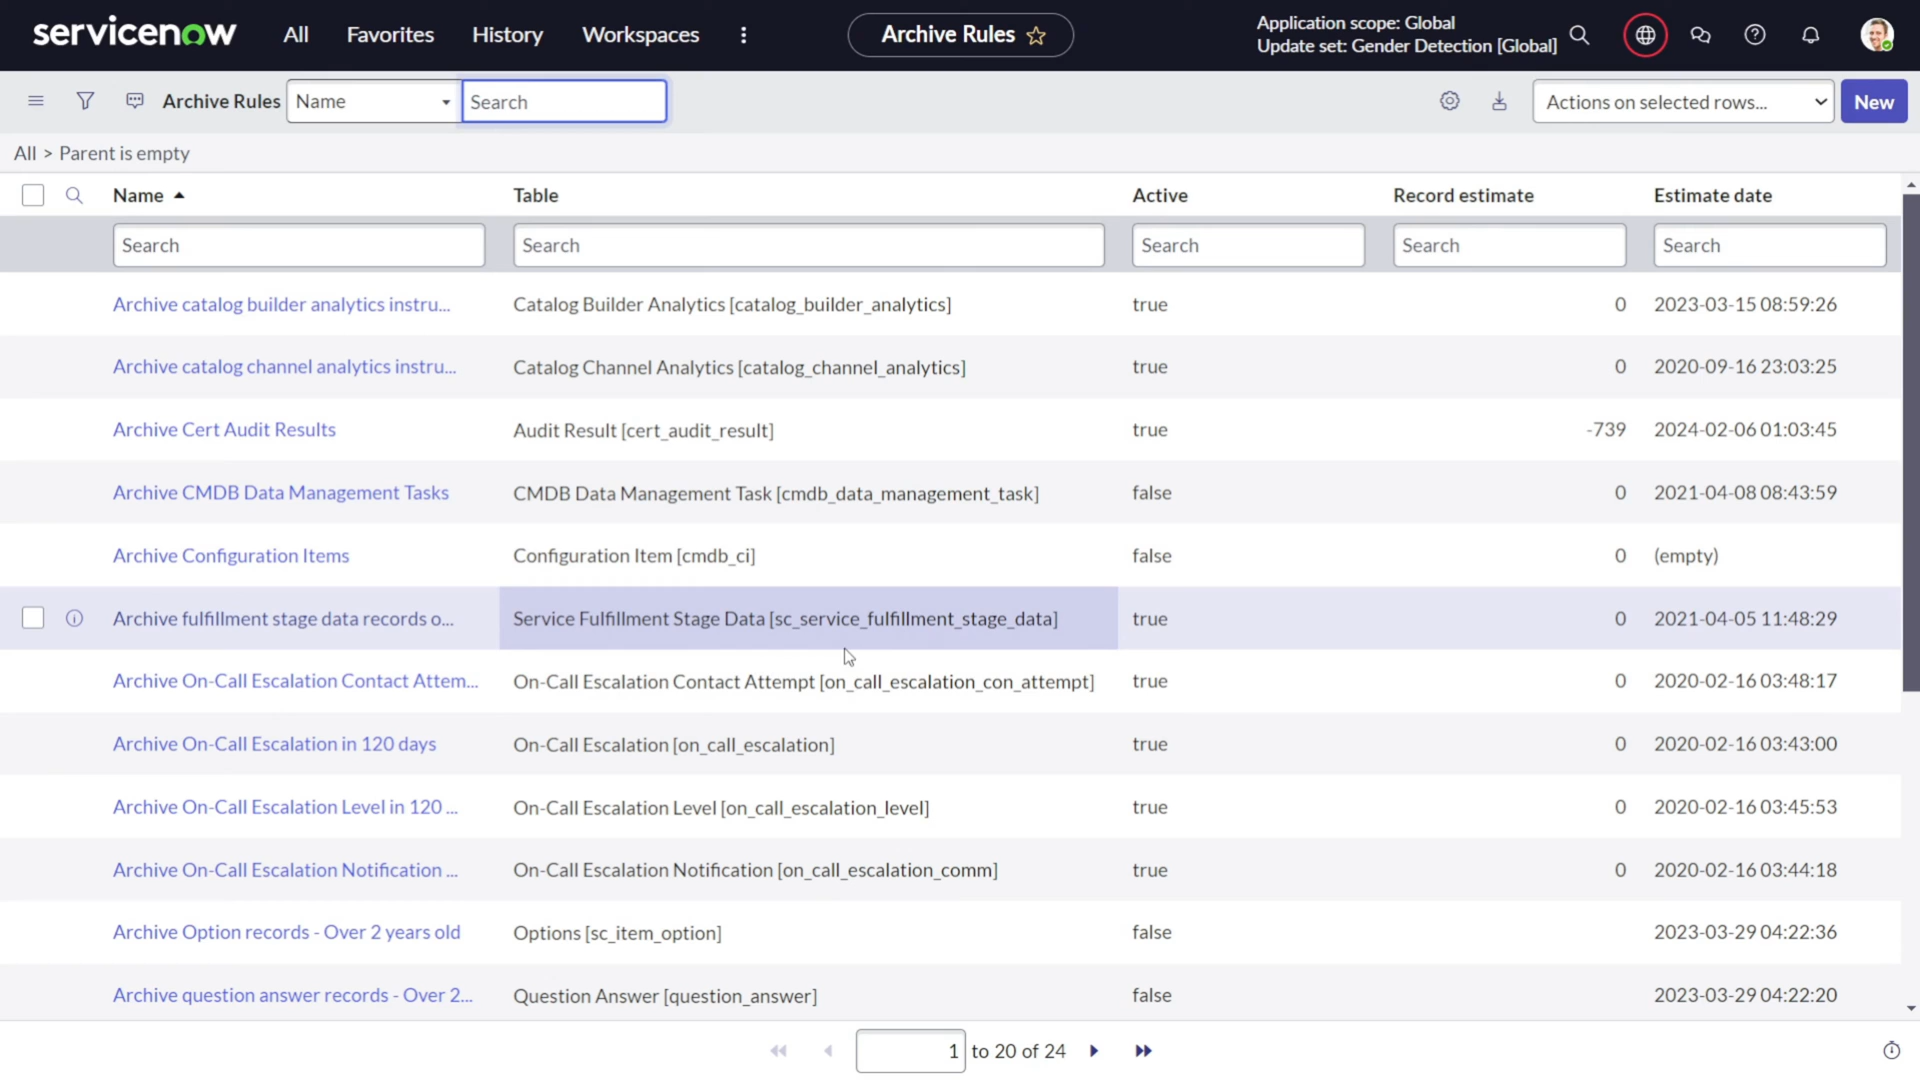 servicenow All Favorites History Workspaces Archive Rules Application scope: Global
Update set: Gender Detection [Global]
Archive Rules Name Search Actions on selected rows... New
All > Parent is empty
Name Table Active Record estimate Estimate date
Search Search Search Search Search
Archive catalog builder analytics instru... Catalog Builder Analytics [catalog_builder_analytics] true 0 2023-03-15 08:59:26
Archive catalog channel analytics instru... Catalog Channel Analytics [catalog_channel_analytics] true 0 2020-09-16 23:03:25
Archive Cert Audit Results Audit Result [cert_audit_result] true -739 2024-02-06 01:03:45
Archive CMDB Data Management Tasks CMDB Data Management Task [cmdb_data_management_task] false 0 2021-04-08 08:43:59
Archive Configuration Items Configuration Item [cmdb_ci] false 0 (empty)
Archive fulfillment stage data records o... Service Fulfillment Stage Data [sc_service_fulfillment_stage_data] true 0 2021-04-05 11:48:29
Archive On-Call Escalation Contact Attem... On-Call Escalation Contact Attempt [on_call_escalation_con_attempt] true 0 2020-02-16 03:48:17
Archive On-Call Escalation in 120 days On-Call Escalation [on_call_escalation] true 0 2020-02-16 03:43:00
Archive On-Call Escalation Level in 120 ... On-Call Escalation Level [on_call_escalation_level] true 0 2020-02-16 03:45:53
Archive On-Call Escalation Notification ... On-Call Escalation Notification [on_call_escalation_comm] true 0 2020-02-16 03:44:18
Archive Option records - Over 2 years old Options [sc_item_option] false 2023-03-29 04:22:36
Archive question answer records - Over 2... Question Answer [question_answer] false 2023-03-29 04:22:20
1 to 20 of 24